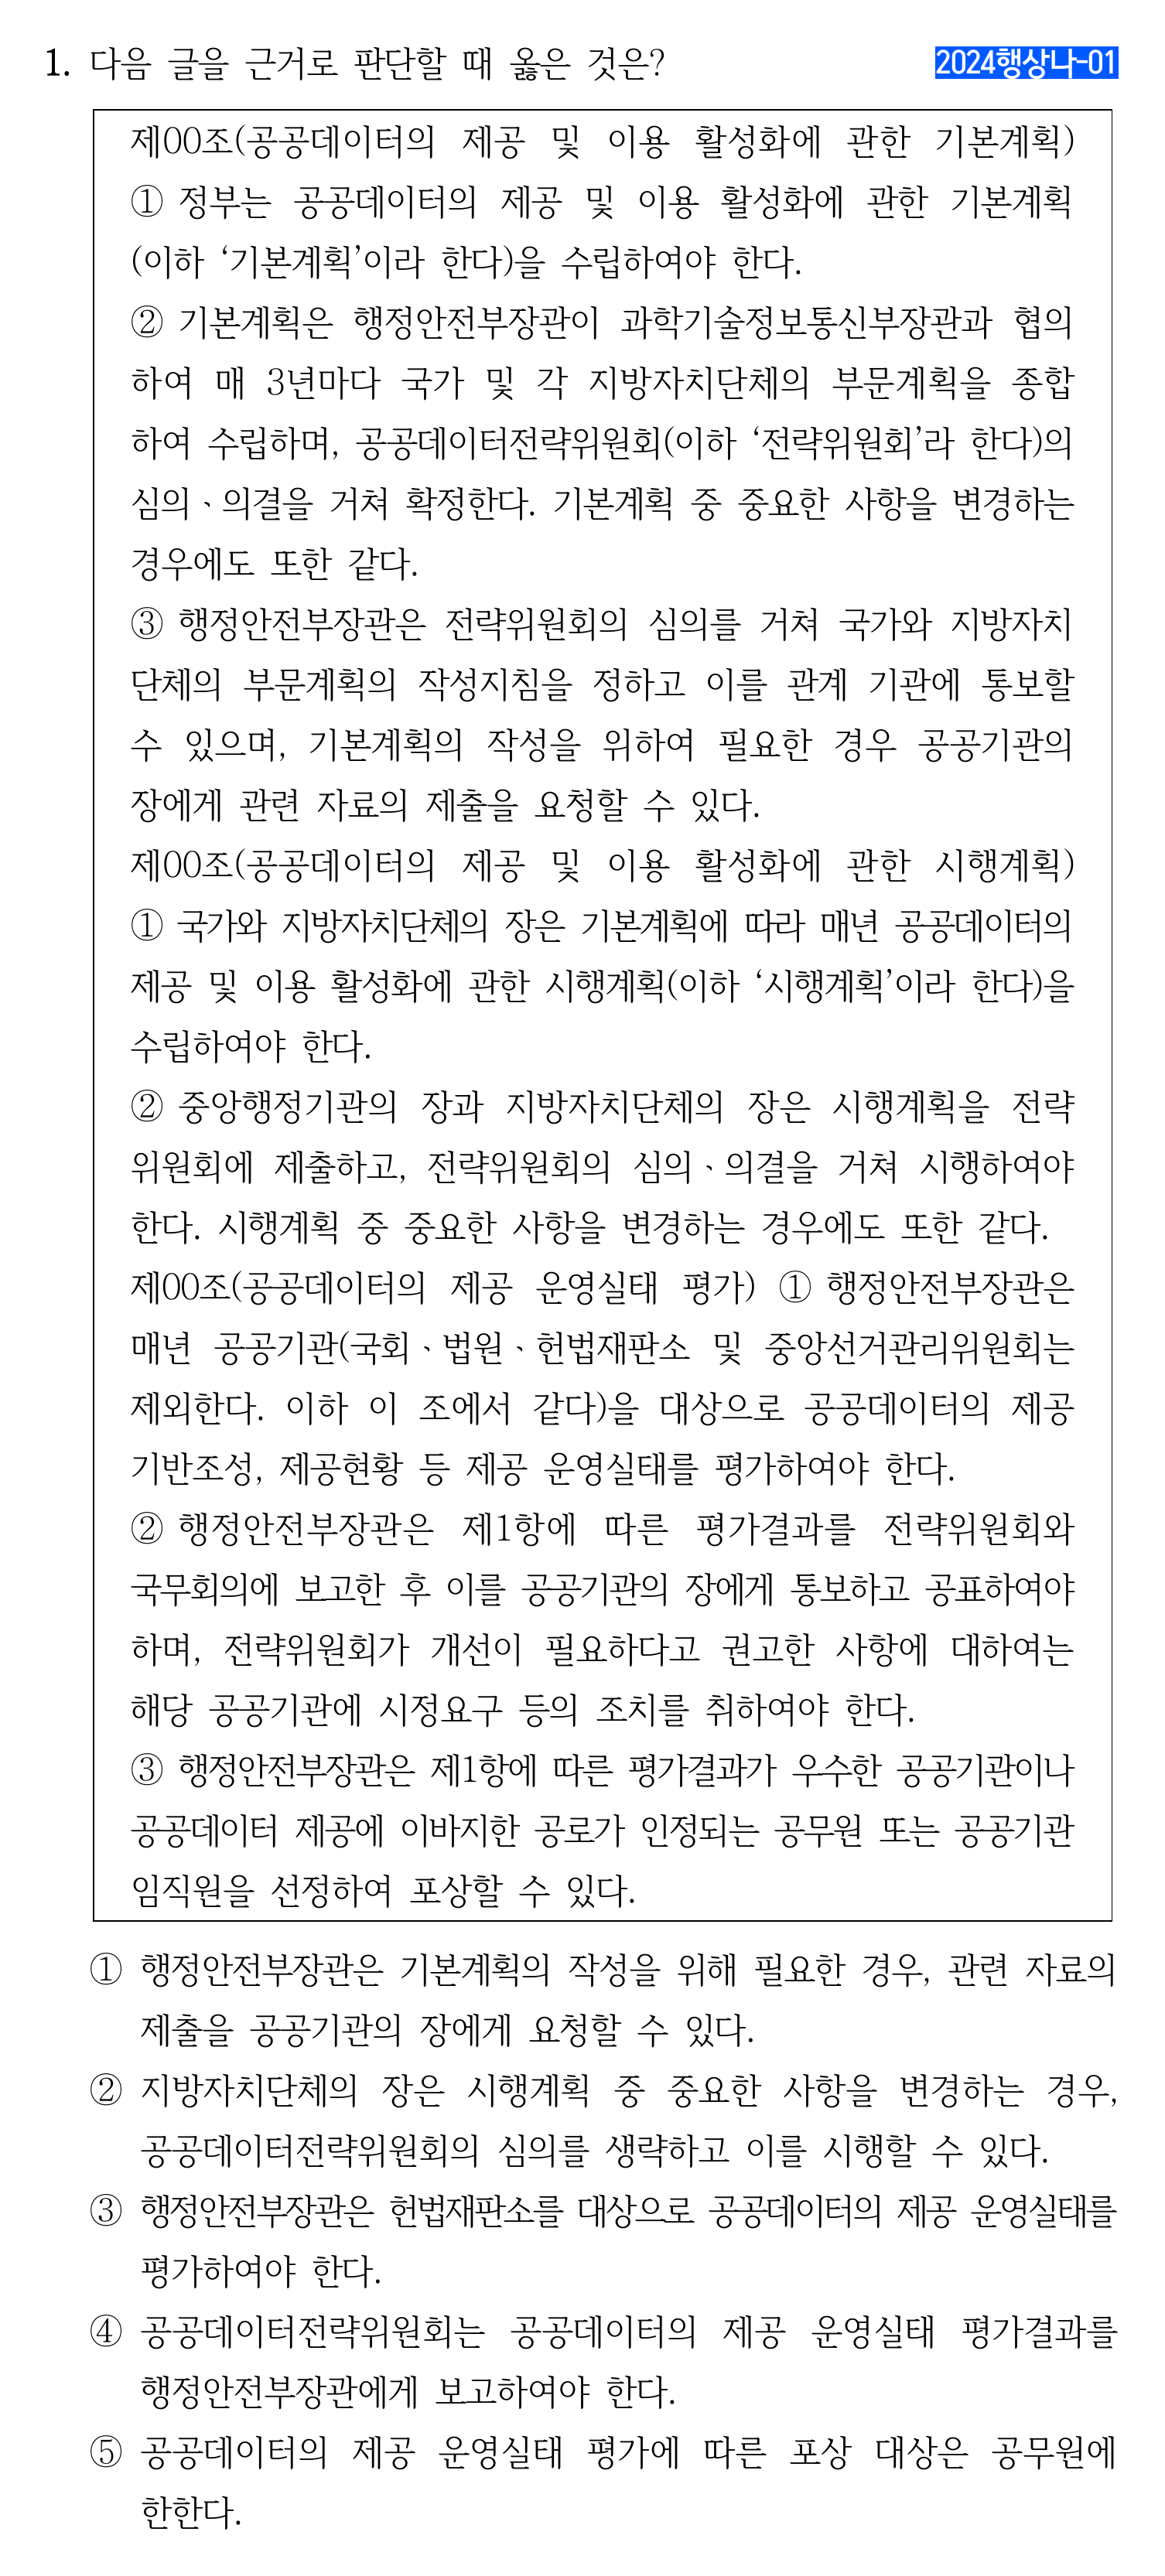 1. 다음 글을 근거로 판단할 때 옳은 것은? 2024행상나-01
제00조(공공데이터의 제공 및 이용 활성화에 관한 기본계획)
① 정부는 공공데이터의 제공 및 이용 활성화에 관한 기본계획
(이하 ‘기본계획’이라 한다)을 수립하여야 한다.
② 기본계획은 행정안전부장관이 과학기술정보통신부장관과 협의
하여 매 3년마다 국가 및 각 지방자치단체의 부문계획을 종합
하여 수립하며, 공공데이터전략위원회(이하 ‘전략위원회’라 한다)의
심의ㆍ의결을 거쳐 확정한다. 기본계획 중 중요한 사항을 변경하는
경우에도 또한 같다.
③ 행정안전부장관은 전략위원회의 심의를 거쳐 국가와 지방자치
단체의 부문계획의 작성지침을 정하고 이를 관계 기관에 통보할
수 있으며, 기본계획의 작성을 위하여 필요한 경우 공공기관의
장에게 관련 자료의 제출을 요청할 수 있다.
제00조(공공데이터의 제공 및 이용 활성화에 관한 시행계획)
① 국가와 지방자치단체의 장은 기본계획에 따라 매년 공공데이터의
제공 및 이용 활성화에 관한 시행계획(이하 ‘시행계획’이라 한다)을
수립하여야 한다.
② 중앙행정기관의 장과 지방자치단체의 장은 시행계획을 전략
위원회에 제출하고, 전략위원회의 심의ㆍ의결을 거쳐 시행하여야
한다. 시행계획 중 중요한 사항을 변경하는 경우에도 또한 같다.
제00조(공공데이터의 제공 운영실태 평가) ① 행정안전부장관은
매년 공공기관(국회ㆍ법원ㆍ헌법재판소 및 중앙선거관리위원회는
제외한다. 이하 이 조에서 같다)을 대상으로 공공데이터의 제공
기반조성, 제공현황 등 제공 운영실태를 평가하여야 한다.
② 행정안전부장관은 제1항에 따른 평가결과를 전략위원회와
국무회의에 보고한 후 이를 공공기관의 장에게 통보하고 공표하여야
하며, 전략위원회가 개선이 필요하다고 권고한 사항에 대하여는
해당 공공기관에 시정요구 등의 조치를 취하여야 한다.
③ 행정안전부장관은 제1항에 따른 평가결과가 우수한 공공기관이나
공공데이터 제공에 이바지한 공로가 인정되는 공무원 또는 공공기관
임직원을 선정하여 포상할 수 있다.
① 행정안전부장관은 기본계획의 작성을 위해 필요한 경우, 관련 자료의
제출을 공공기관의 장에게 요청할 수 있다.
② 지방자치단체의 장은 시행계획 중 중요한 사항을 변경하는 경우,
공공데이터전략위원회의 심의를 생략하고 이를 시행할 수 있다.
③ 행정안전부장관은 헌법재판소를 대상으로 공공데이터의 제공 운영실태를
평가하여야 한다.
④ 공공데이터전략위원회는 공공데이터의 제공 운영실태 평가결과를
행정안전부장관에게 보고하여야 한다.
⑤ 공공데이터의 제공 운영실태 평가에 따른 포상 대상은 공무원에
한한다.